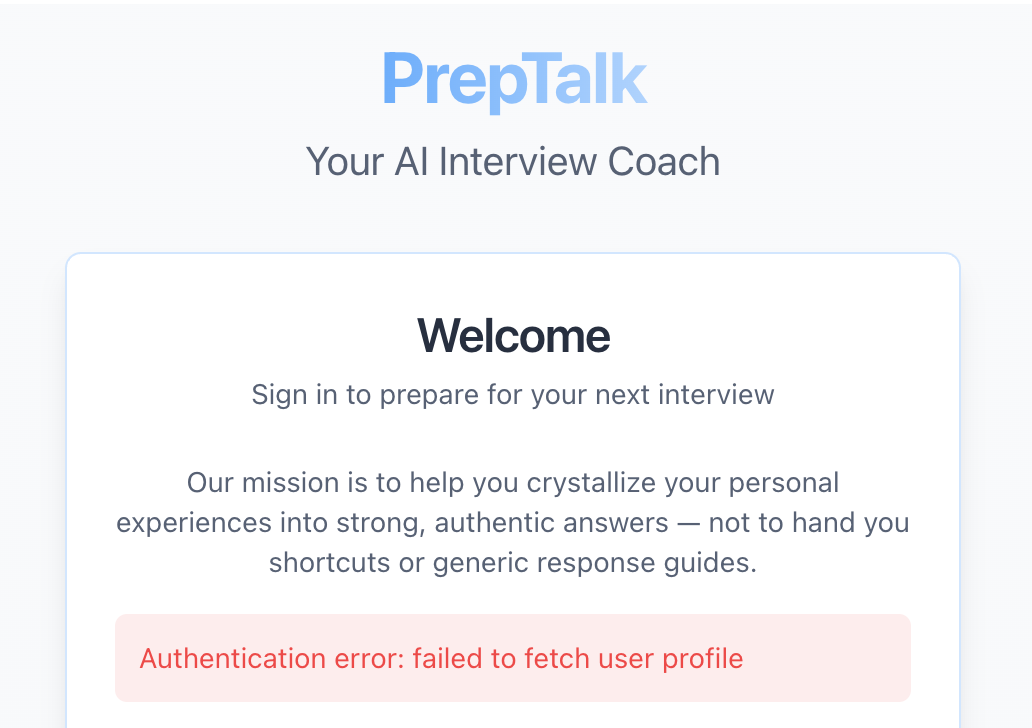 PrepTalk
Your AI Interview Coach
Welcome
Sign in to prepare for your next interview
Our mission is to help you crystallize your personal
experiences into strong, authentic answers — not to hand you
shortcuts or generic response guides.
Authentication error: failed to fetch user profile